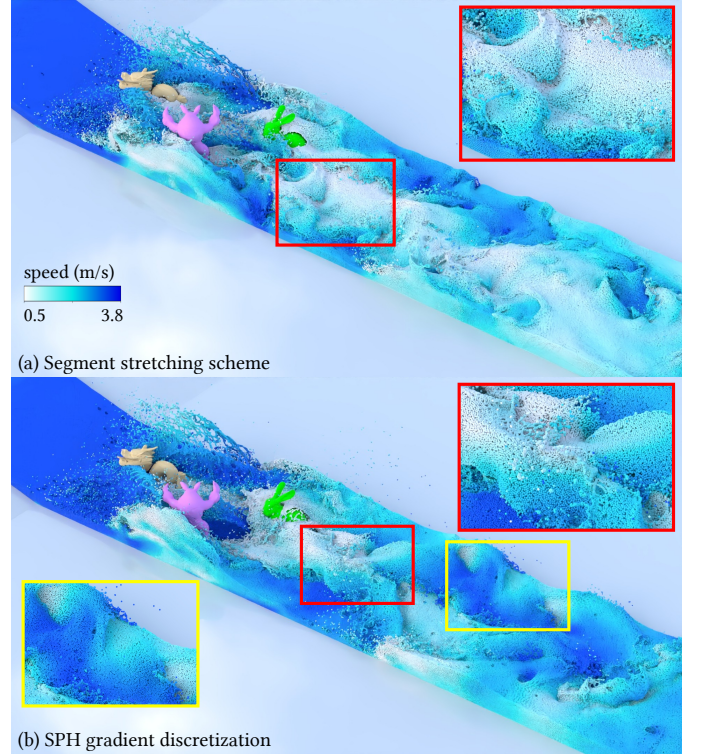 speed (m/s)
0.5 3.8
(a) Segment stretching scheme
(b) SPH gradient discretization